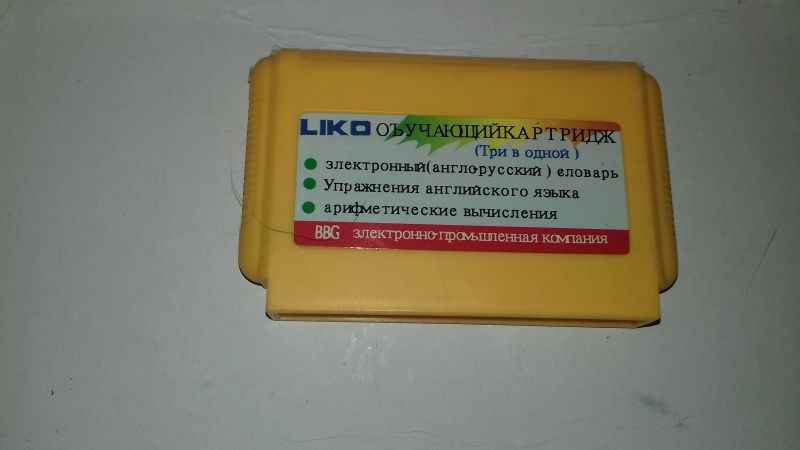 LIKO ОЪУЧАЮЩИЙКАРТРИДЖ
(Три в одной)
злектронный(англо-русский) еловарь
Упражнения английского языка
арифметические вычисления
BBG злектронно-промышленная компания